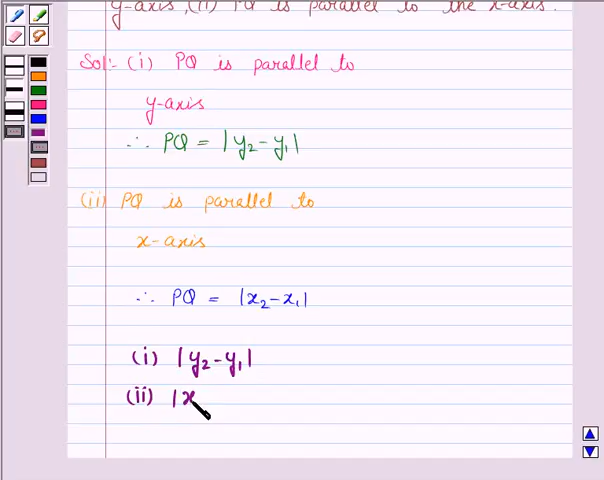 y-axis, (ii) PQ is parallel to the x-axis.
Sol:- (i) PQ is parallel to
y-axis
∴ PQ = |y₂-y₁|
(ii) PQ is parallel to
x-axis
∴ PQ = |x₂-x₁|
(i) |y₂-y₁|
(ii) |x